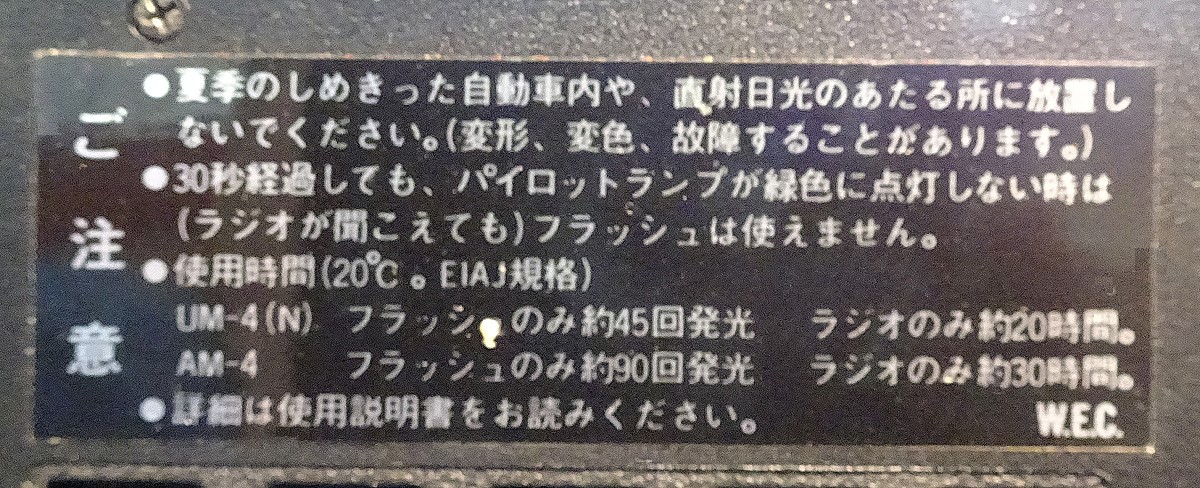 ご注意
●夏季のしめきった自動車内や、直射日光のあたる所に放置し
ないでください。(変形、変色、故障することがあります。)
●30秒経過しても、パイロットランプが緑色に点灯しない時は
(ラジオが聞こえても)フラッシュは使えません。
●使用時間(20℃。EIAJ規格)
UM-4(N) フラッシュのみ約45回発光 ラジオのみ約20時間。
AM-4 フラッシュのみ約90回発光 ラジオのみ約30時間。
●詳細は使用説明書をお読みください。
W.E.C.